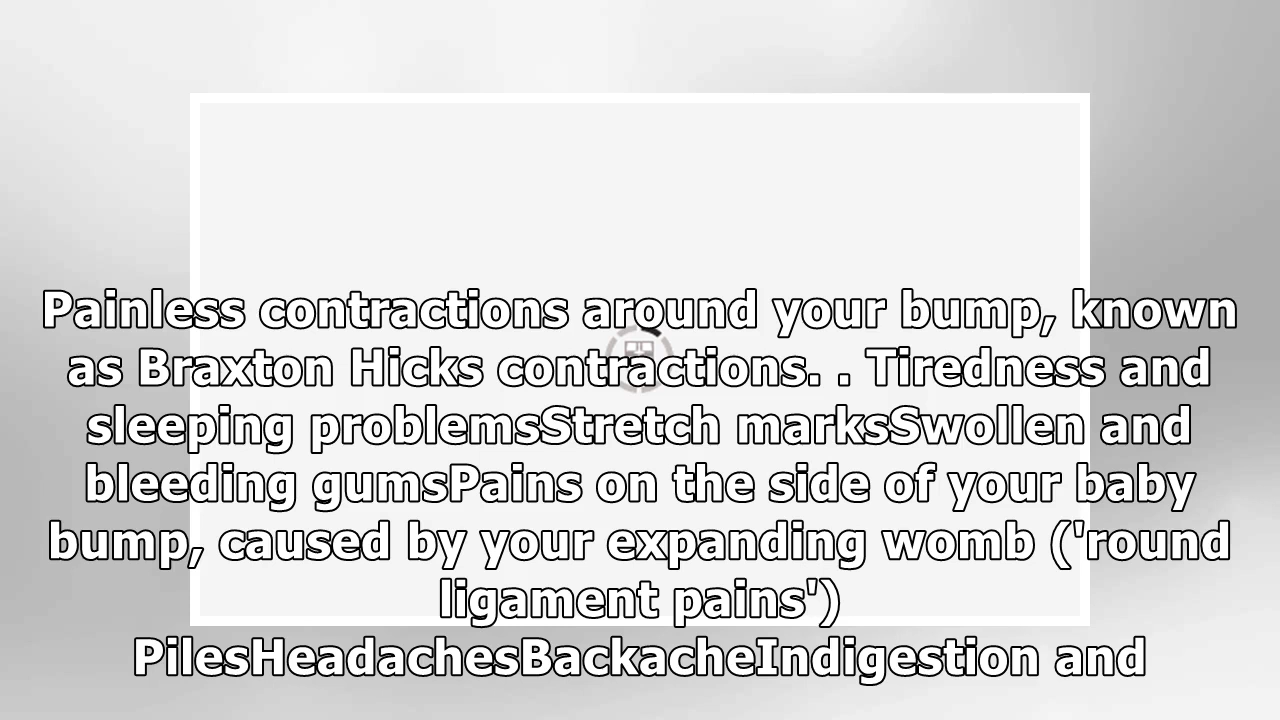 Painless contractions around your bump, known
as Braxton Hicks contractions. . Tiredness and
sleeping problemsStretch marksSwollen and
bleeding gumsPains on the side of your baby
bump, caused by your expanding womb ('round
ligament pains')
PilesHeadachesBackacheIndigestion and